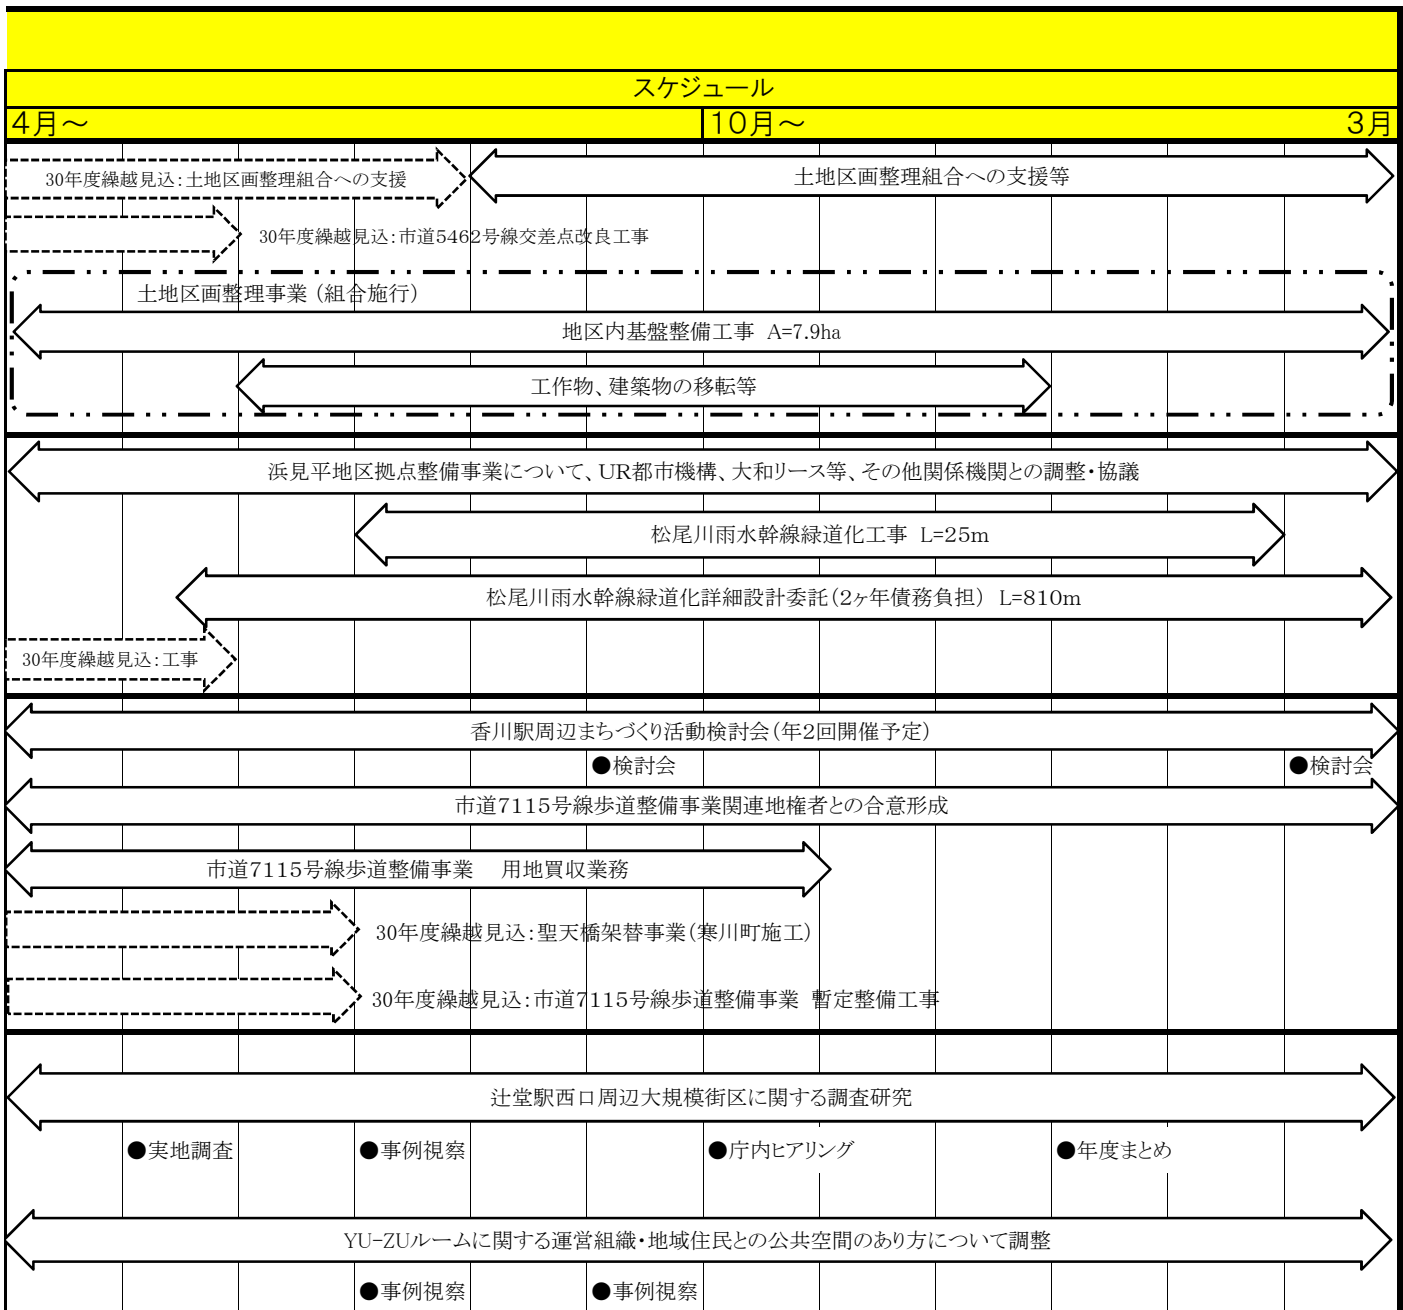 スケジュール
4月～
10月～
3月
30年度繰越見込：土地区画整理組合への支援
土地区画整理組合への支援等
30年度繰越見込：市道5462号線交差点改良工事
土地区画整理事業（組合施行）
地区内基盤整備工事 A=7.9ha
工作物、建築物の移転等
浜見平地区拠点整備事業について、UR都市機構、大和リース等、その他関係機関との調整・協議
松尾川雨水幹線緑道化工事 L=25m
松尾川雨水幹線緑道化詳細設計委託（2ヶ年債務負担） L=810m
30年度繰越見込：工事
香川駅周辺まちづくり活動検討会（年2回開催予定）
●検討会
●検討会
市道7115号線歩道整備事業関連地権者との合意形成
市道7115号線歩道整備事業　用地買収業務
30年度繰越見込：聖天橋架替事業（寒川町施工）
30年度繰越見込：市道7115号線歩道整備事業 暫定整備工事
辻堂駅西口周辺大規模街区に関する調査研究
●実地調査
●事例視察
●庁内ヒアリング
●年度まとめ
YU-ZUルームに関する運営組織・地域住民との公共空間のあり方について調整
●事例視察
●事例視察